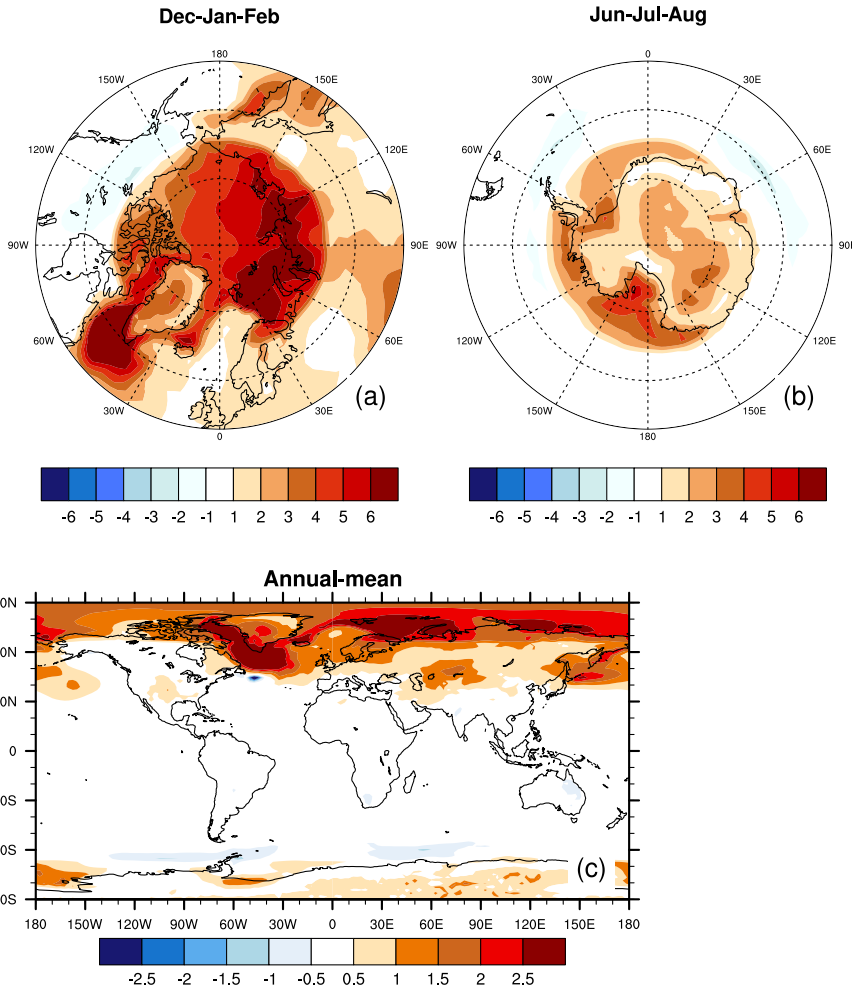 Dec-Jan-Feb
Jun-Jul-Aug
180
150W
150E
120W
120E
90W
90E
60W
60E
30W
30E
0
(a)
0
30W
30E
60W
60E
90W
90
120W
120E
150W
150E
180
(b)
-6 -5 -4 -3 -2 -1 1 2 3 4 5 6
-6 -5 -4 -3 -2 -1 1 2 3 4 5 6
Annual-mean
0N
0N
0N
0
0S
0S
0S
(c)
180 150W 120W 90W 60W 30W 0 30E 60E 90E 120E 150E 180
-2.5 -2 -1.5 -1 -0.5 0.5 1 1.5 2 2.5